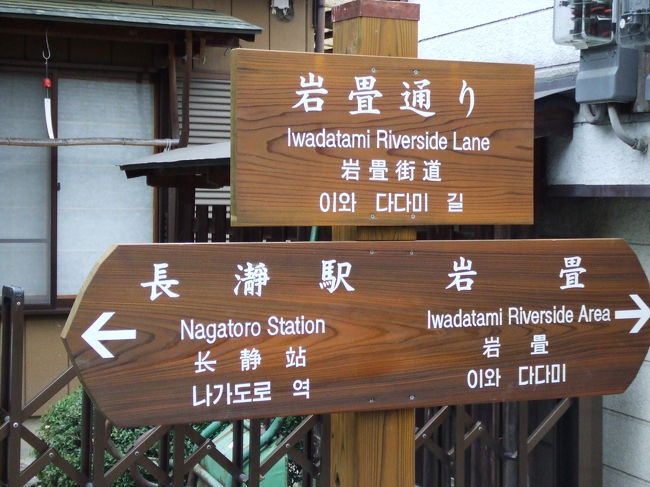 岩畳通り
Iwadatami Riverside Lane
岩畳街道
이와 다다미 길
長瀞駅
Nagatoro Station
长静站
나가도로 역
岩畳
Iwadatami Riverside Area
岩畳
이와 다다미